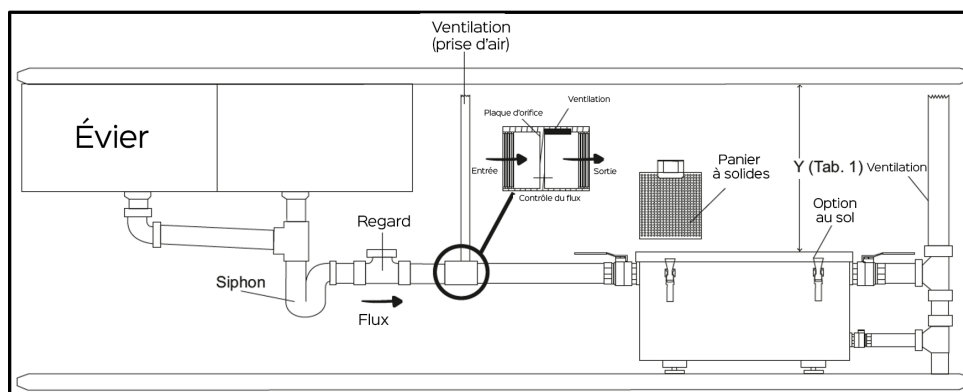 Ventilation
(prise d'air)
Évier
Plaque d'orifice
Ventilation
Entrée
Sortie
Contrôle du flux
Panier
à solides
Y (Tab. 1)
Ventilation
Option
au sol
Regard
Siphon
Flux